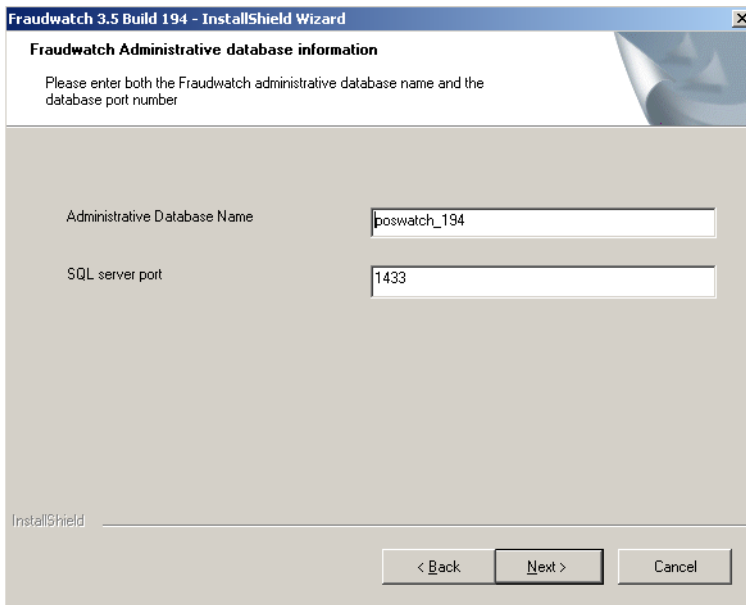 Fraudwatch 3.5 Build 194 - InstallShield Wizard
Fraudwatch Administrative database information
Please enter both the Fraudwatch administrative database name and the
database port number
Administrative Database Name
poswatch_194
SQL server port
1433
InstallShield
< Back
Next >
Cancel